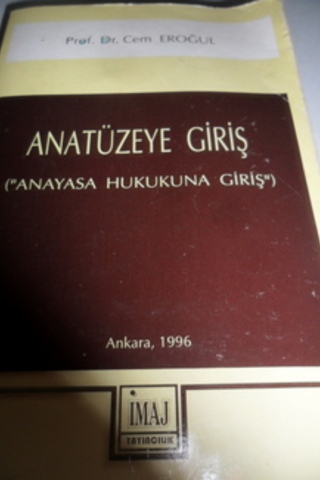 Prof. Dr. Cem EROĞUL
ANATÜZEYE GİRİŞ
("ANAYASA HUKUKUNA GİRİŞ")
Ankara, 1996
İMAJ
YAYINCILIK